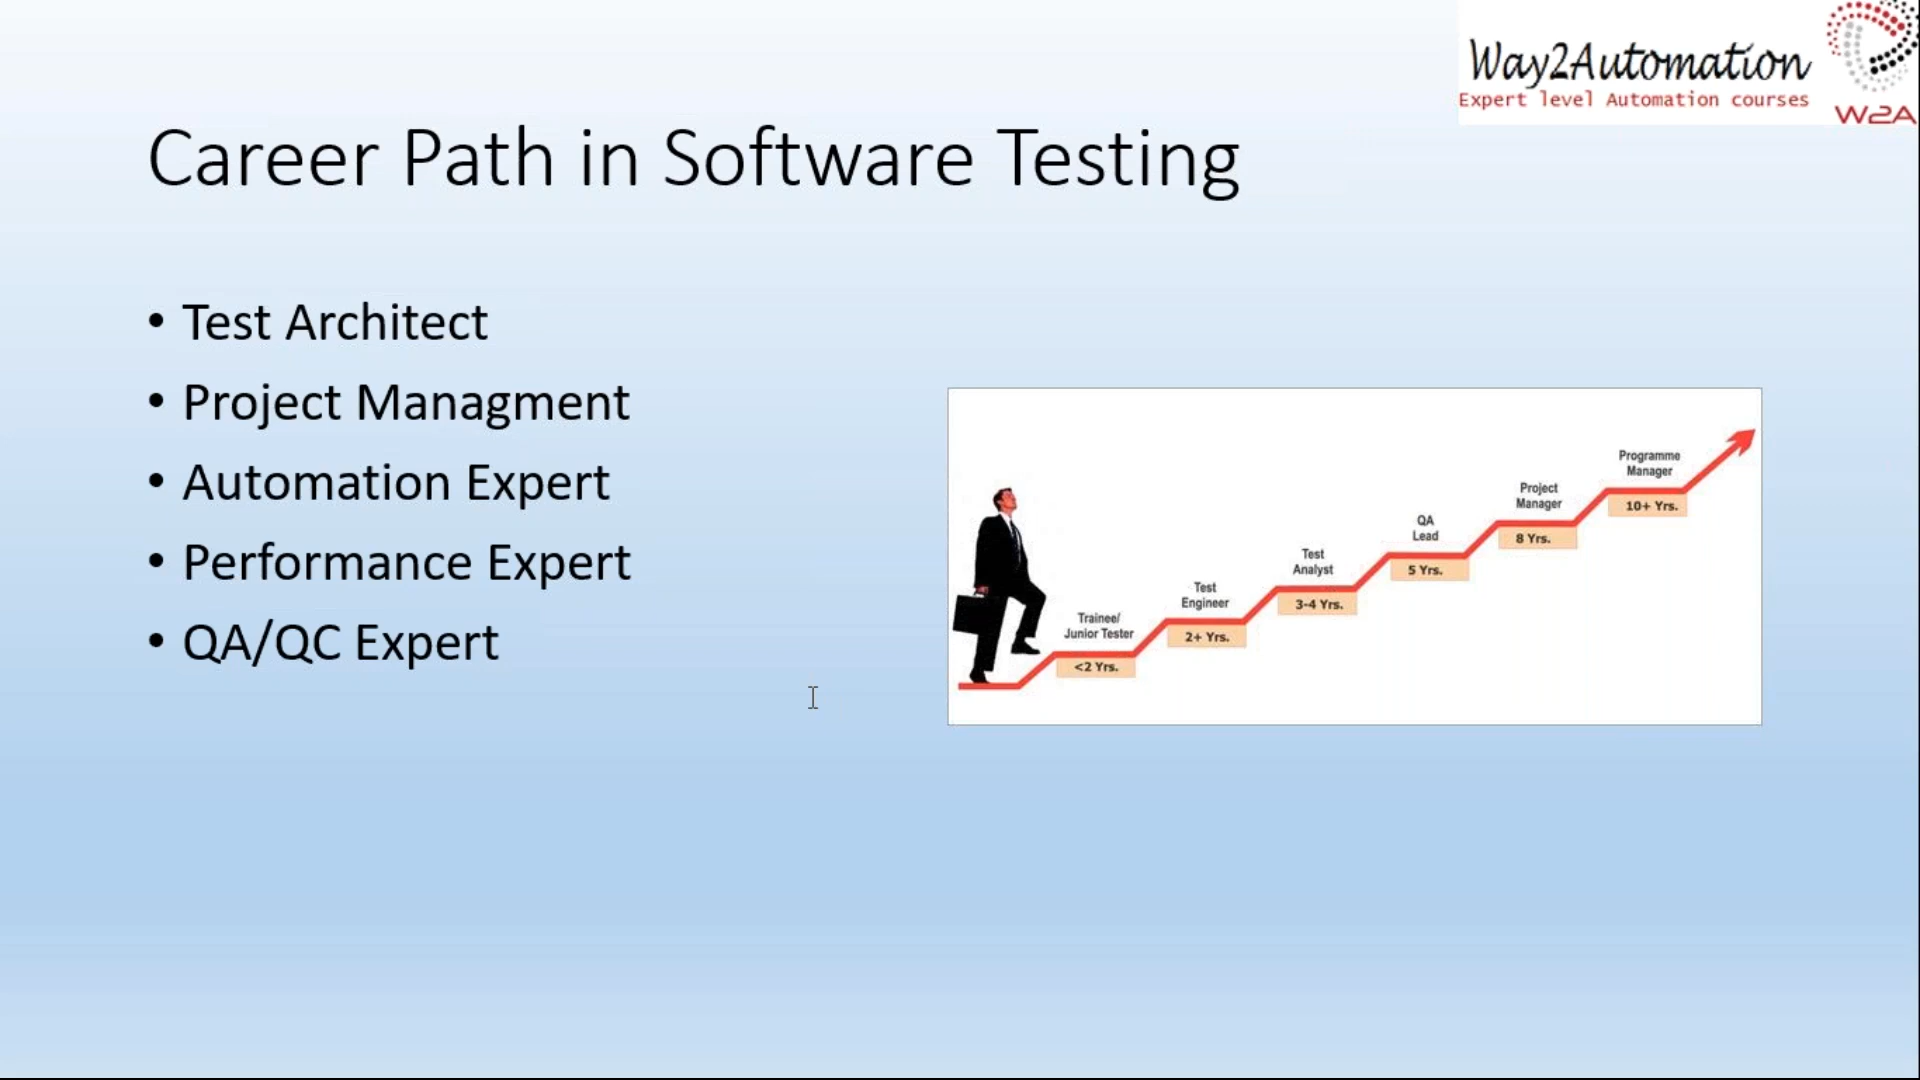 Way2Automation
Expert level Automation courses
W2A
Career Path in Software Testing
• Test Architect
• Project Managment
• Automation Expert
• Performance Expert
• QA/QC Expert
Trainee/
Junior Tester
<2 Yrs.
Test
Engineer
2+ Yrs.
Test
Analyst
3-4 Yrs.
QA
Lead
5 Yrs.
Project
Manager
8 Yrs.
Programme
Manager
10+ Yrs.